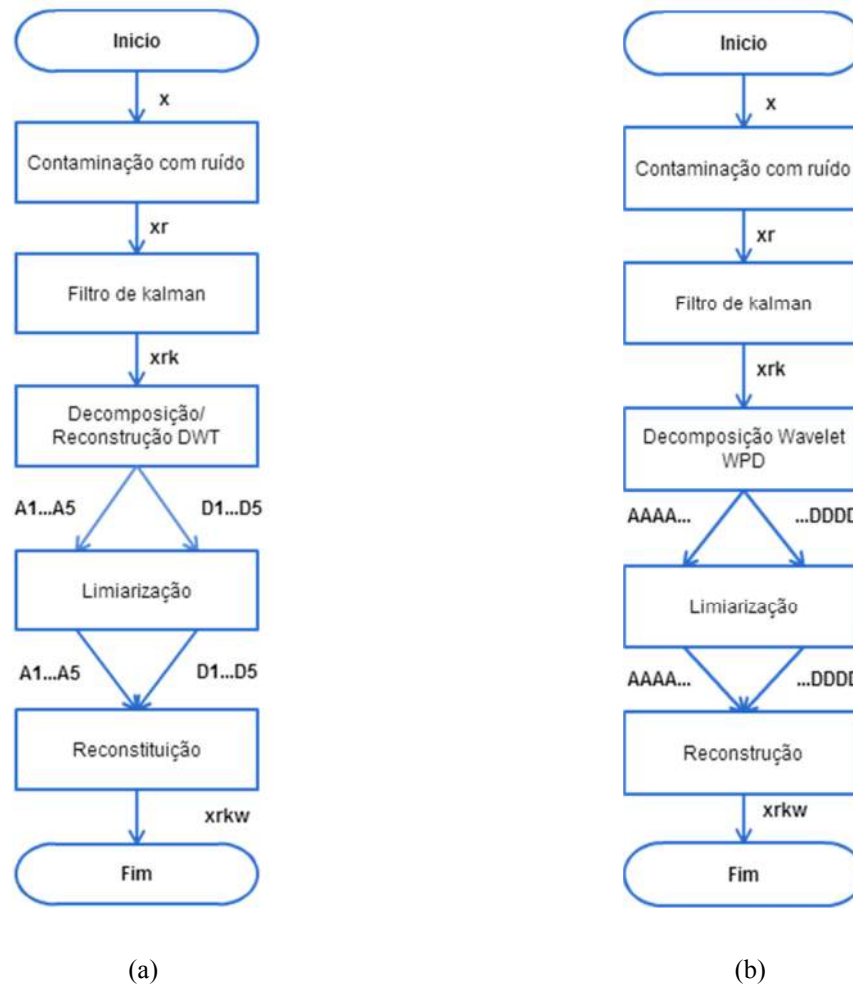 Inicio
x
Contaminação com ruído
xr
Filtro de kalman
xrk
Decomposição/
Reconstrução DWT
A1...A5
D1...D5
Limiarização
A1...A5
D1...D5
Reconstituição
xrkw
Fim
(a)
Inicio
x
Contaminação com ruído
xr
Filtro de kalman
xrk
Decomposição Wavelet
WPD
AAAA...
...DDDD
Limiarização
AAAA...
...DDDD
Reconstrução
xrkw
Fim
(b)